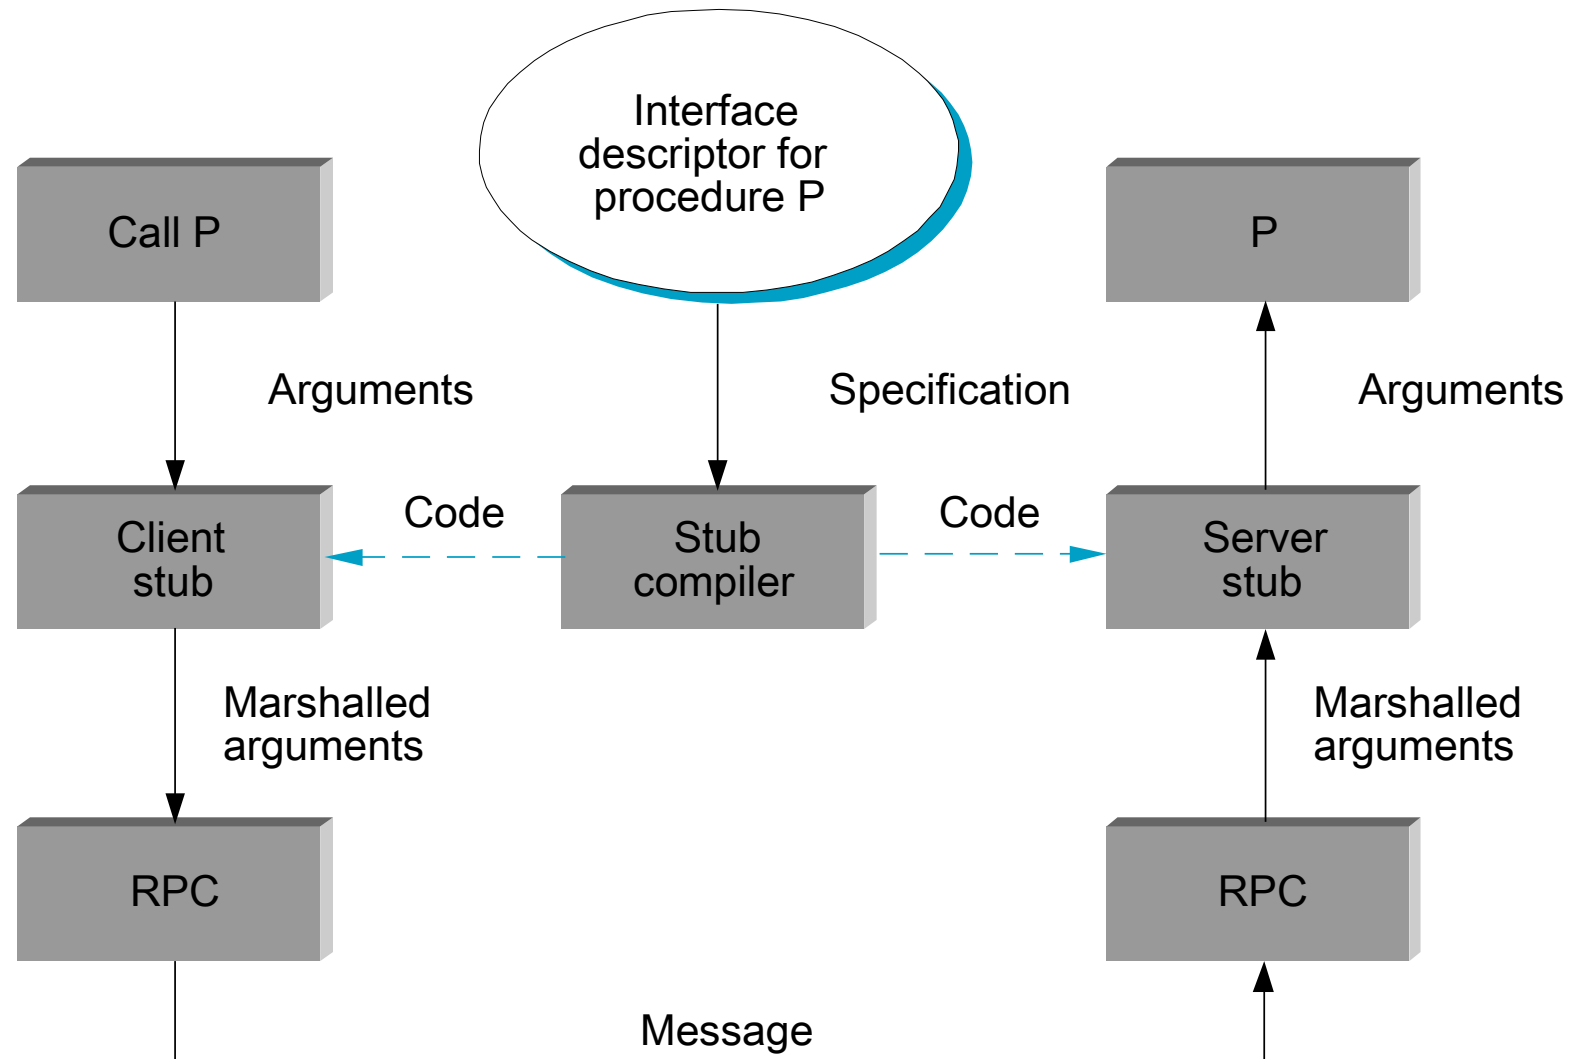 Interface
descriptor for
procedure P
Call P
P
Arguments
Specification
Arguments
Client
stub
Code
Stub
compiler
Code
Server
stub
Marshalled
arguments
Marshalled
arguments
RPC
RPC
Message